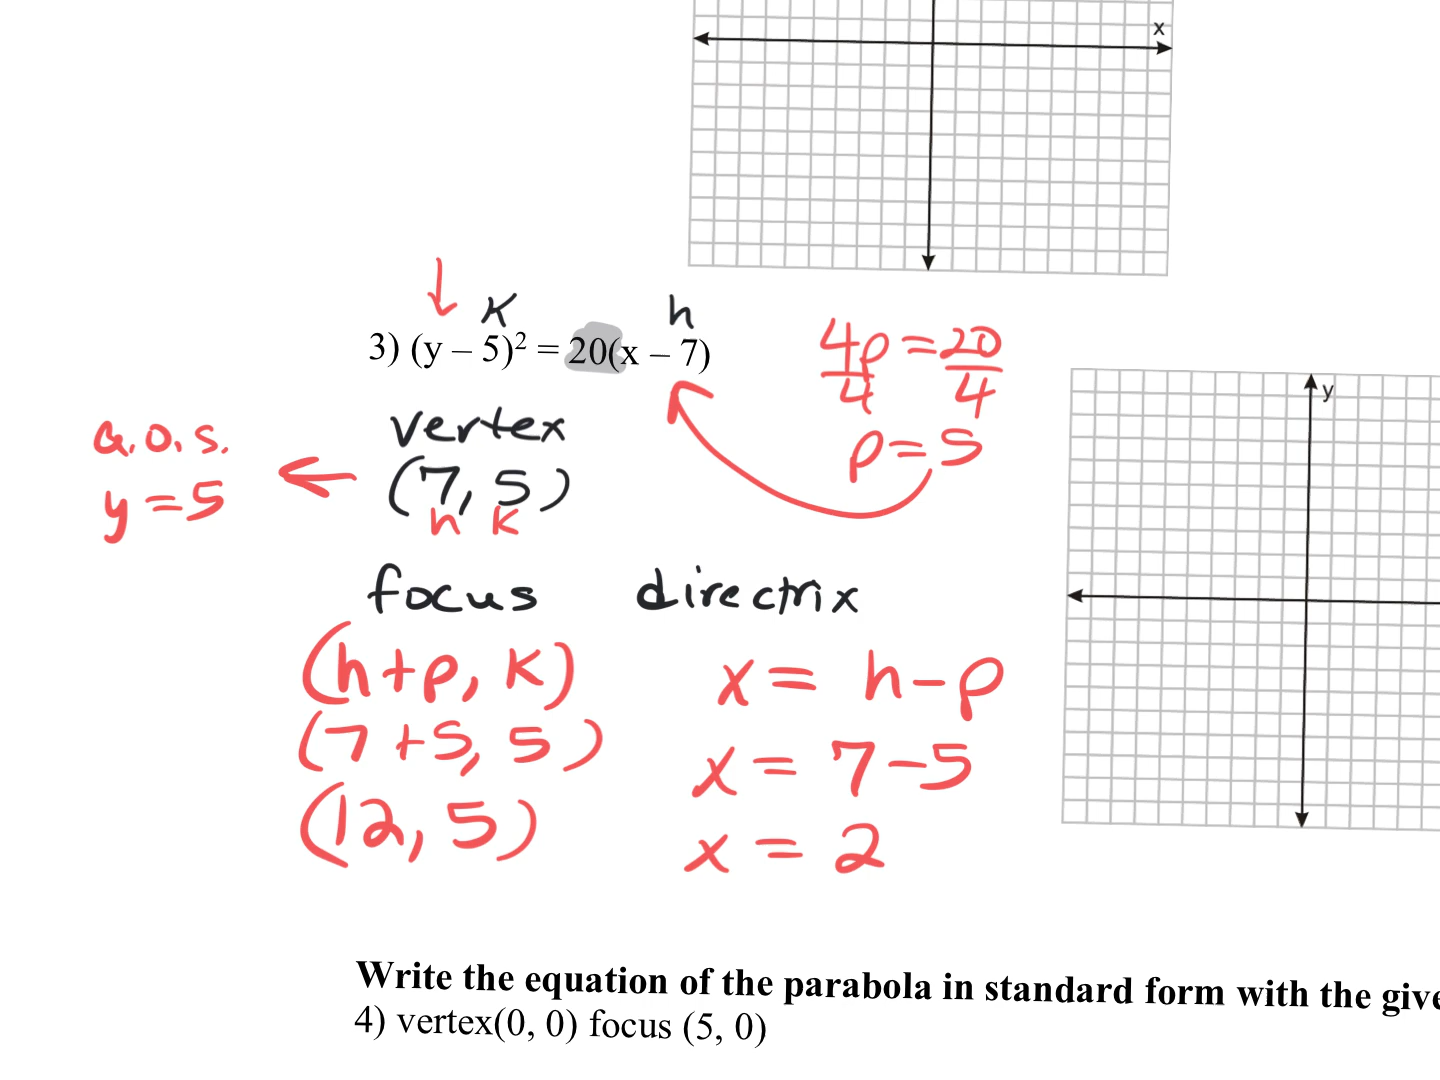 x
K
h
3) (y – 5)² = 20(x – 7)
4p = 20
4 4
p = 5
y
vertex
(7, 5)
h k
a.o.s.
y = 5
focus
directrix
(h+p, K)
x = h-p
(7+5, 5)
x = 7-5
(12, 5)
x = 2
Write the equation of the parabola in standard form with the give
4) vertex(0, 0) focus (5, 0)